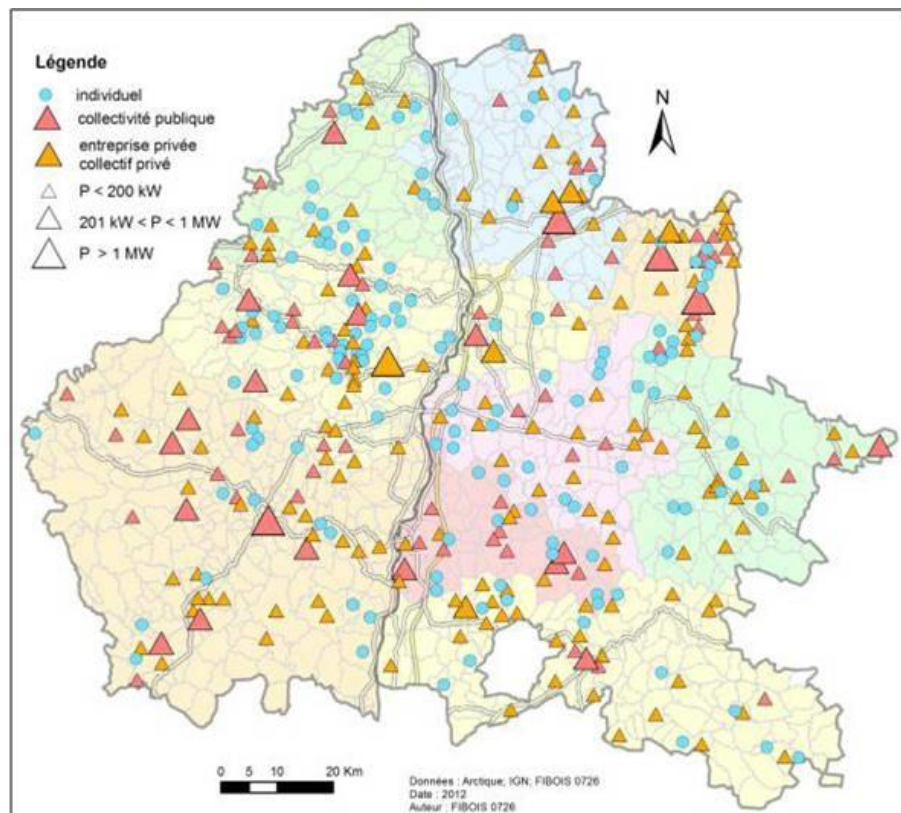 Légende
individuel
collectivité publique
entreprise privée
collectif privé
P < 200 kW
201 kW < P < 1 MW
P > 1 MW
N
0 5 10 20 Km
Données : Arctique; IGN; FIBOIS 0726
Date : 2012
Auteur : FIBOIS 0726